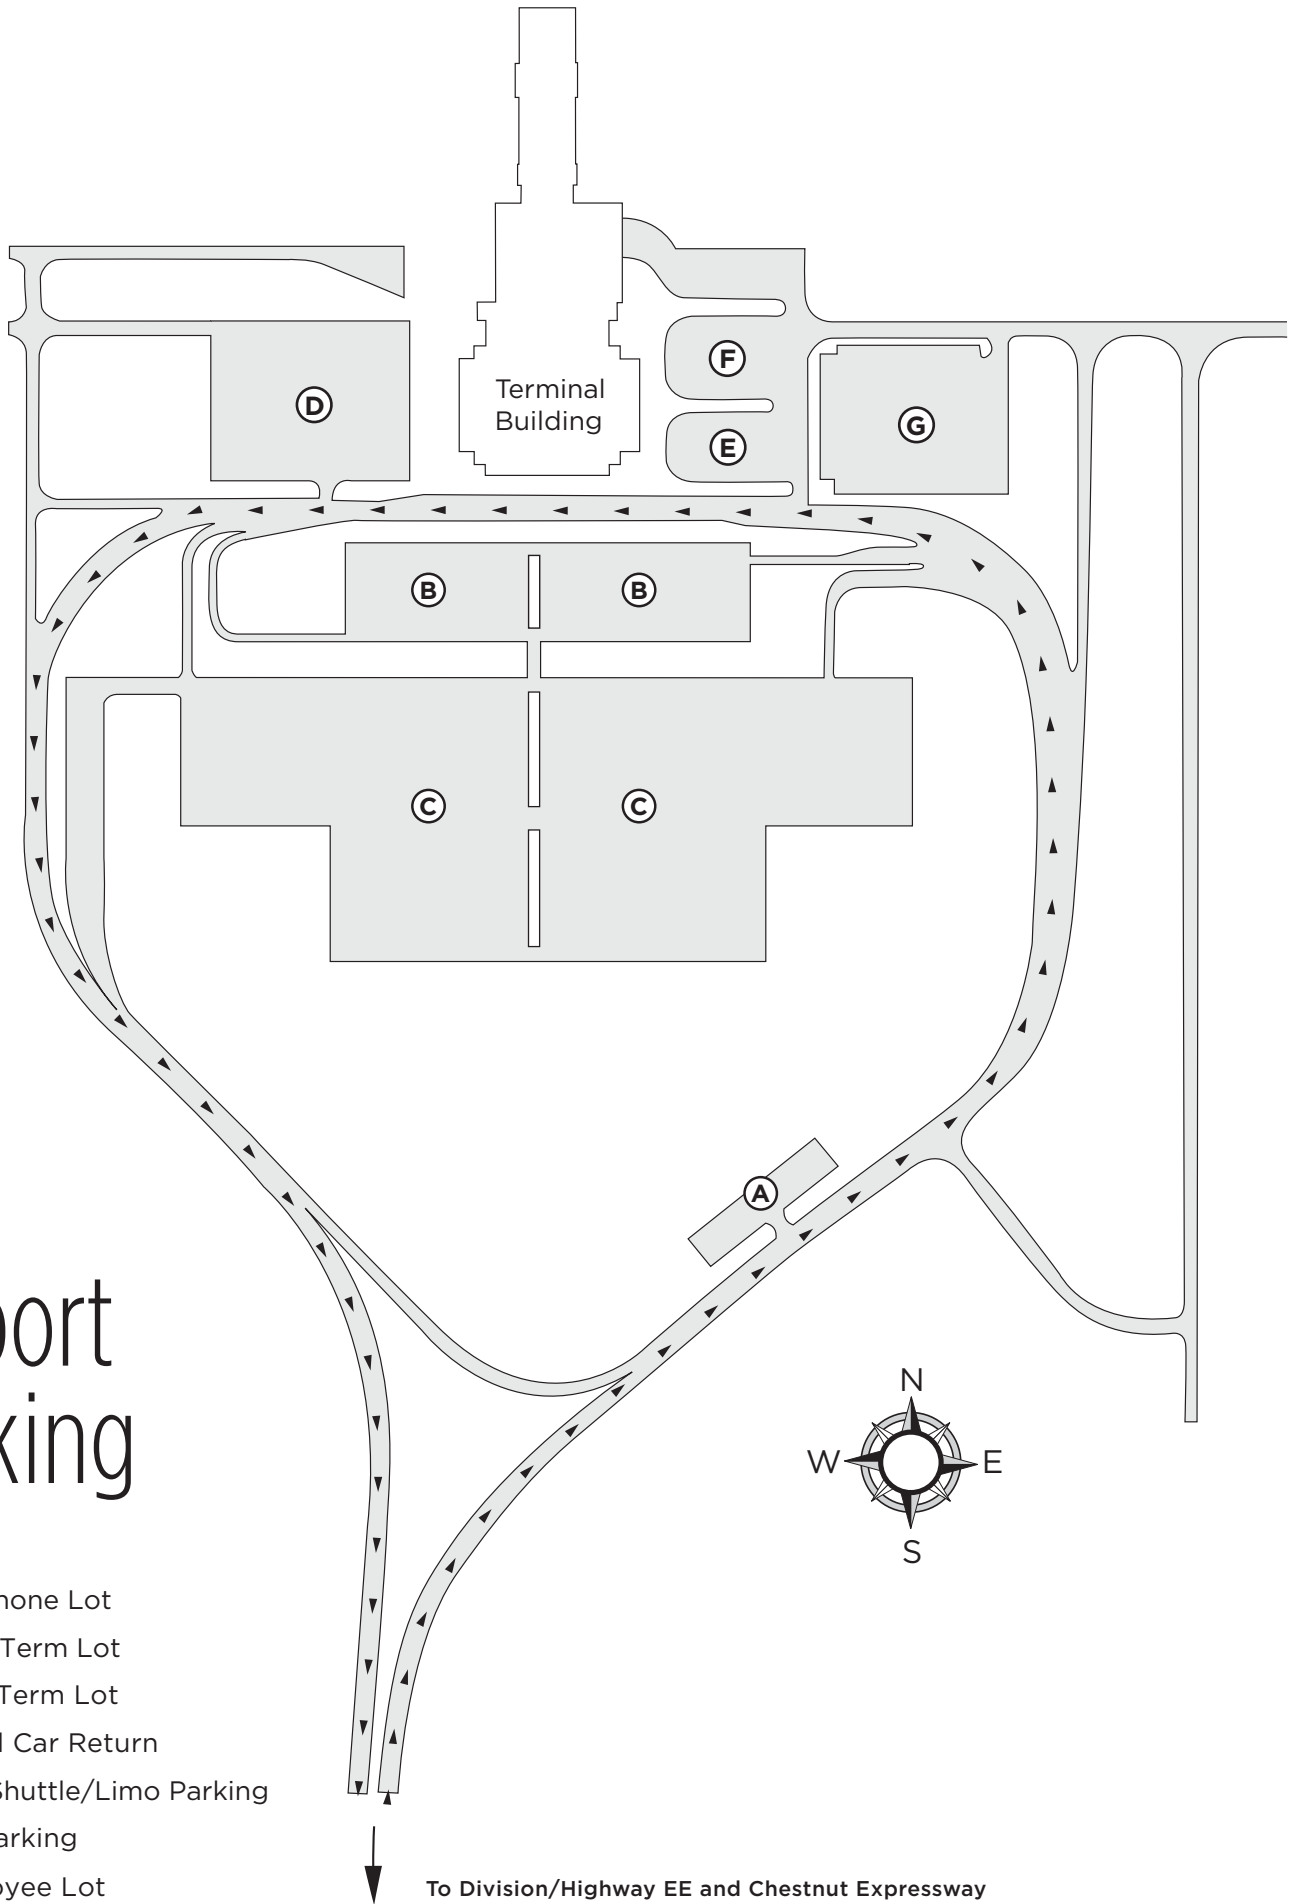 Terminal
Building
F
D
E
G
B
B
C
C
A
port
king
N
W
E
S
hone Lot
Term Lot
Term Lot
Car Return
Shuttle/Limo Parking
arking
oyee Lot
To Division/Highway EE and Chestnut Expressway